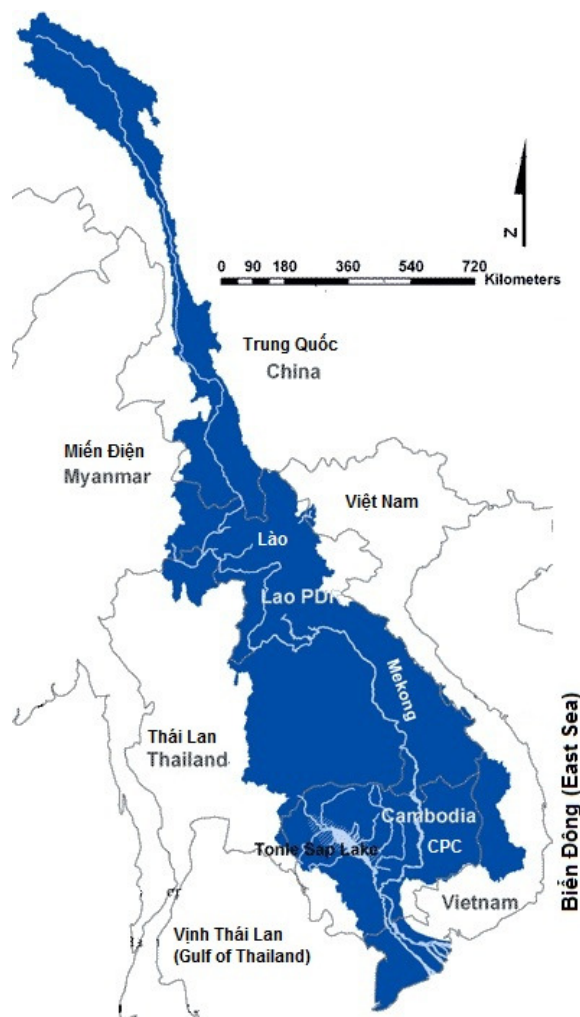 N
0 90 180 360 540 720
Kilometers
Trung Quốc
China
Miến Điện
Myanmar
Việt Nam
Lào
Lao PDR
Mekong
Thái Lan
Thailand
Cambodia
CPC
Tonle Sap Lake
Vietnam
Biển Đông (East Sea)
Vịnh Thái Lan
(Gulf of Thailand)